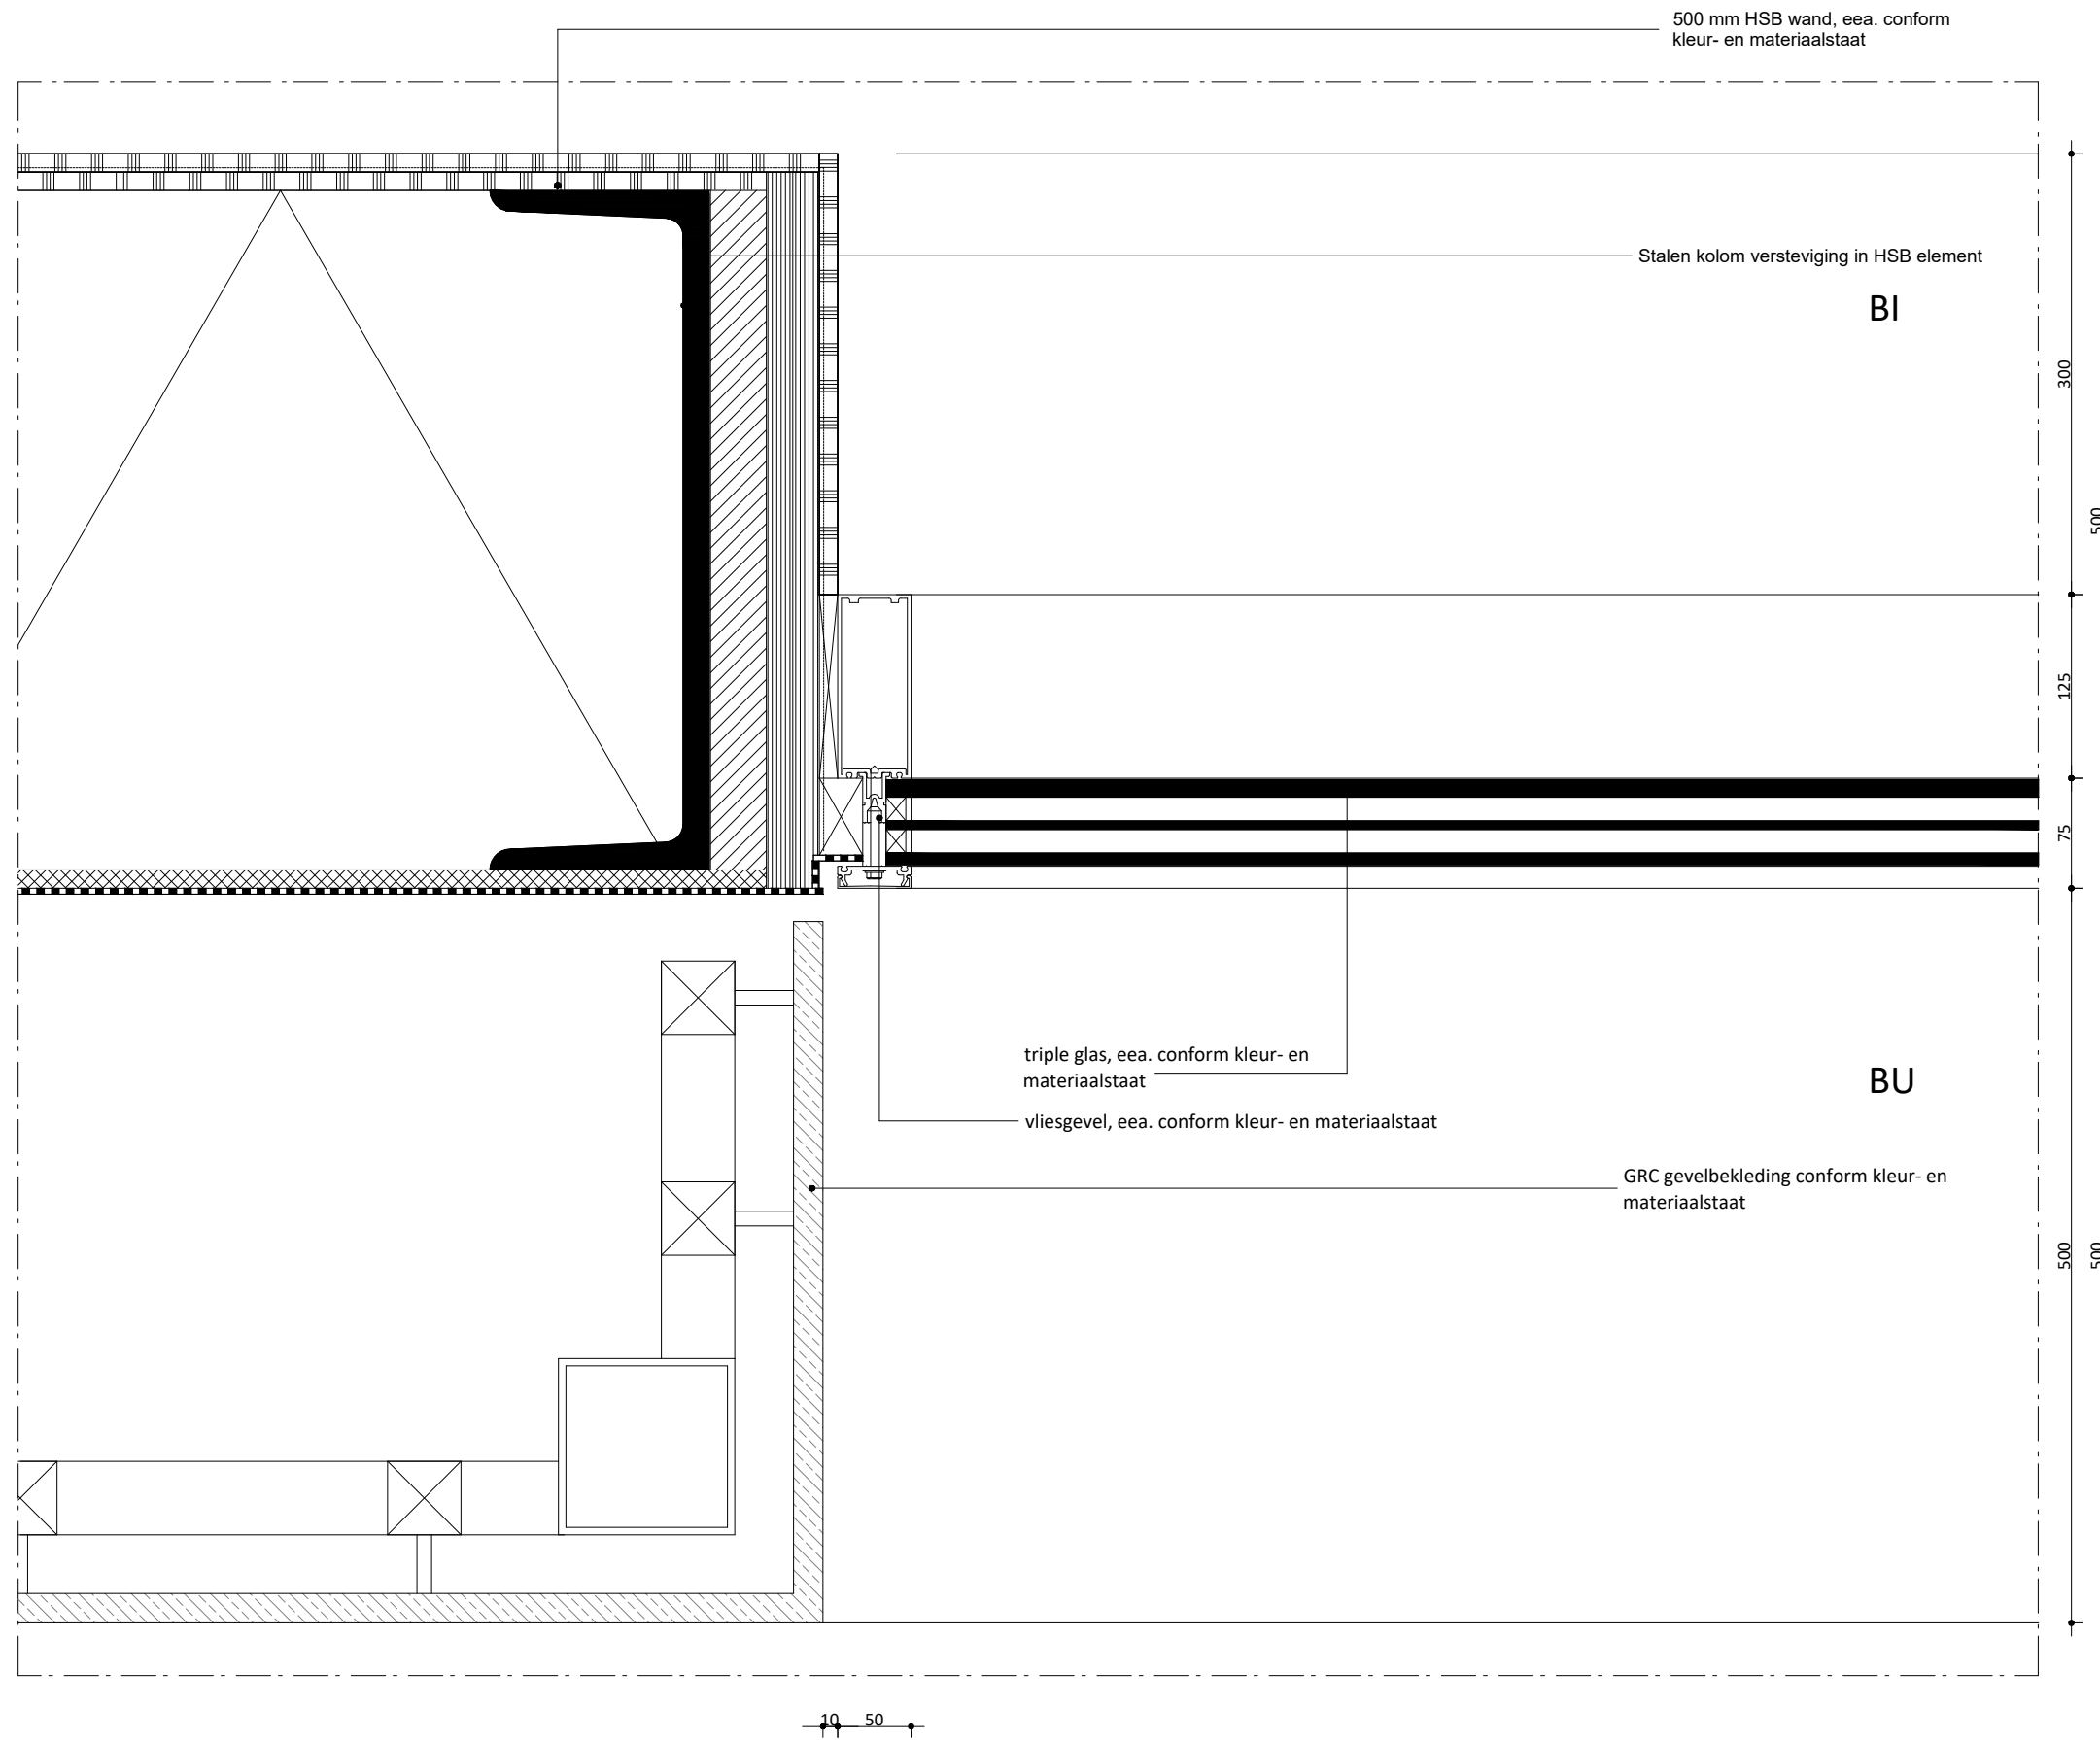 500 mm HSB wand, eea. conform
kleur- en materiaalstaat
Stalen kolom versteviging in HSB element
BI
300
500
125
75
triple glas, eea. conform kleur- en
materiaalstaat
BU
vliesgevel, eea. conform kleur- en materiaalstaat
GRC gevelbekleding conform kleur- en
materiaalstaat
500
500
10
50